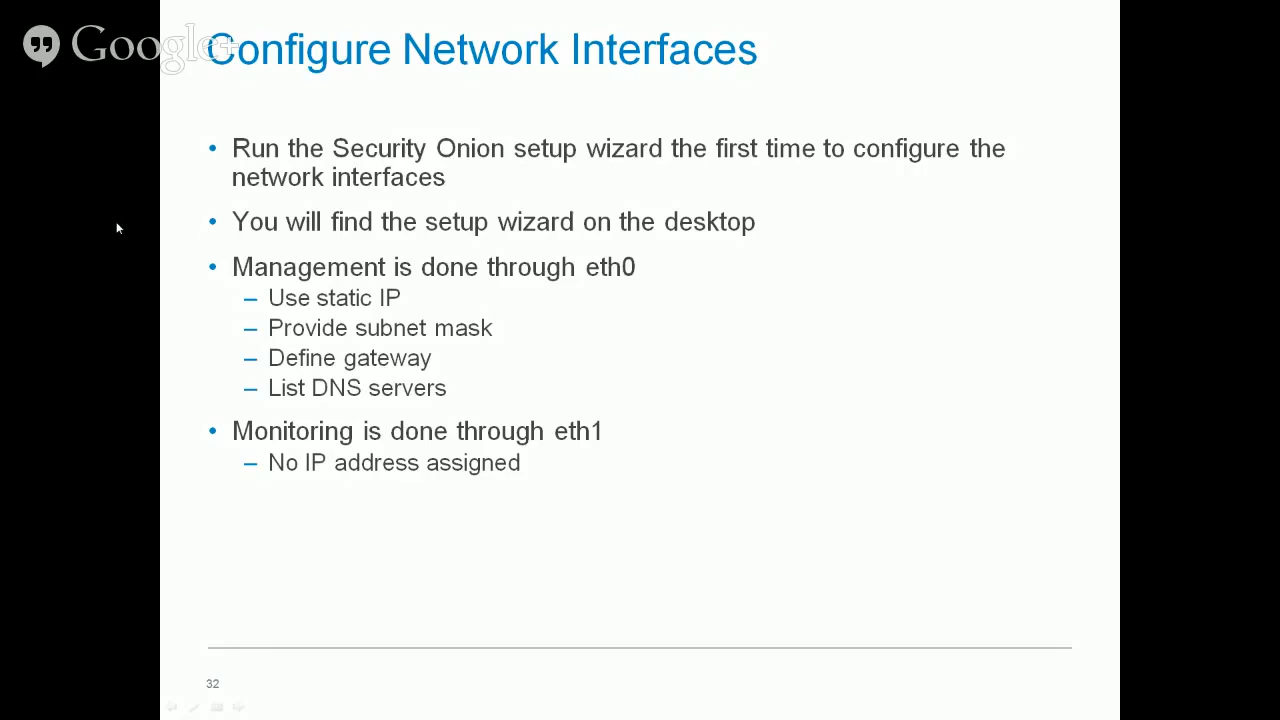 Google+
Configure Network Interfaces
• Run the Security Onion setup wizard the first time to configure the
network interfaces
• You will find the setup wizard on the desktop
• Management is done through eth0
– Use static IP
– Provide subnet mask
– Define gateway
– List DNS servers
• Monitoring is done through eth1
– No IP address assigned
32